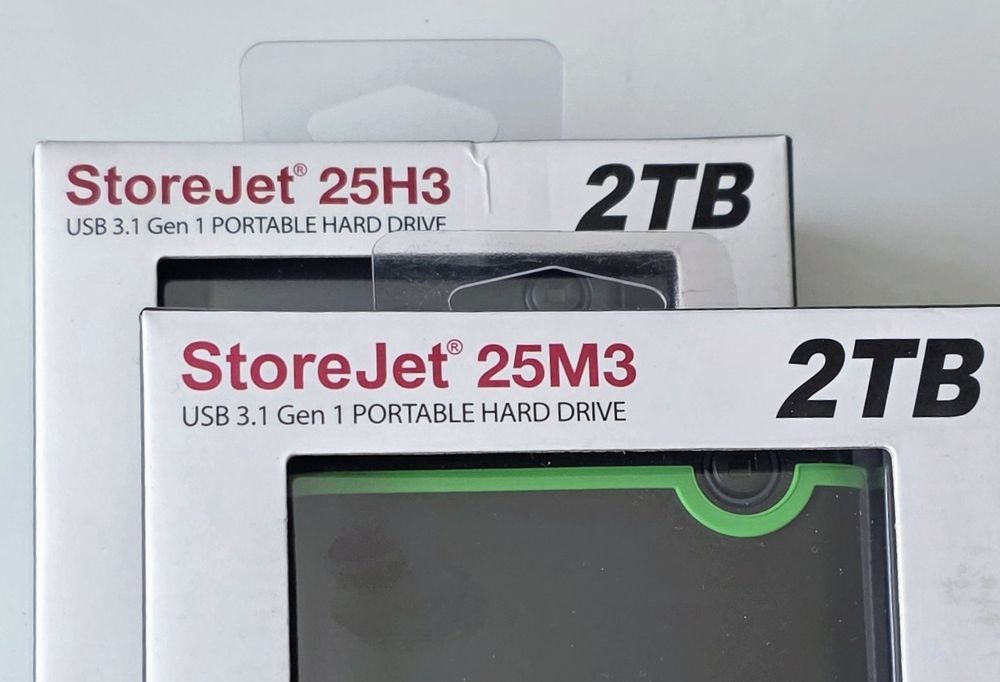 StoreJet® 25H3
2TB
USB 3.1 Gen 1 PORTABLE HARD DRIVE
StoreJet® 25M3
2TB
USB 3.1 Gen 1 PORTABLE HARD DRIVE